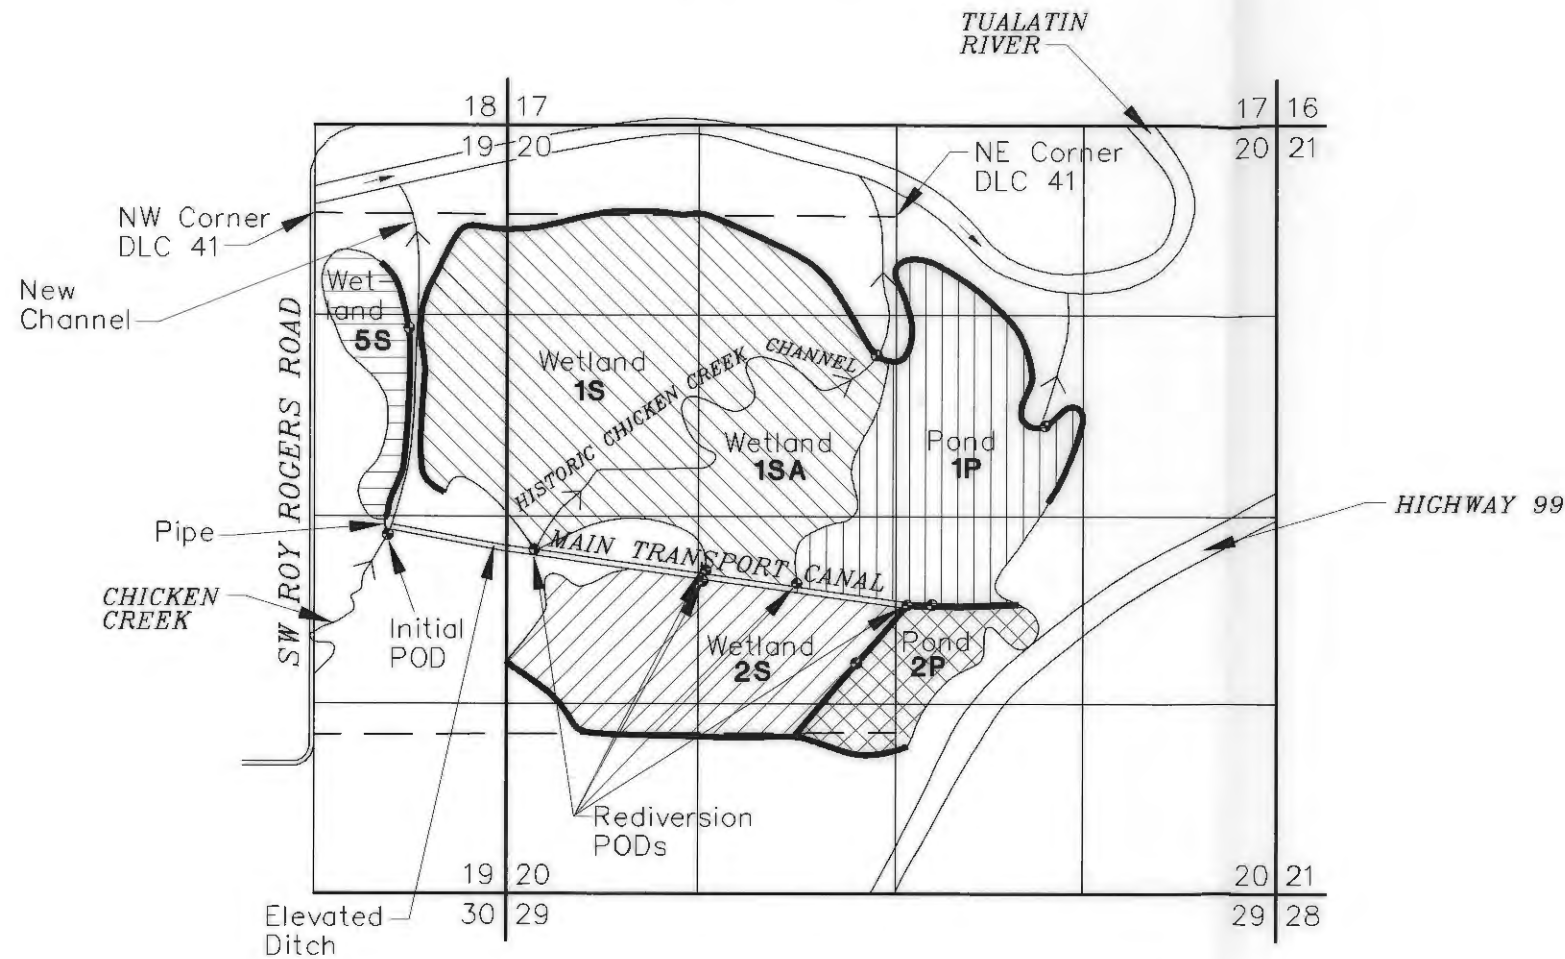 TUALATIN
RIVER
18 17
17 16
19 20
20 21
NE Corner
DLC 41
NW Corner
DLC 41
New
Channel
Wet-
land
5S
SW ROY ROGERS ROAD
Wetland
1S
HISTORIC CHICKEN CREEK CHANNEL
Wetland
1SA
Pond
1P
HIGHWAY 99
Pipe
MAIN TRANSPORT CANAL
CHICKEN
CREEK
Initial
POD
Wetland
2S
Pond
2P
Rediversion
PODs
19 20
20 21
30 29
29 28
Elevated
Ditch